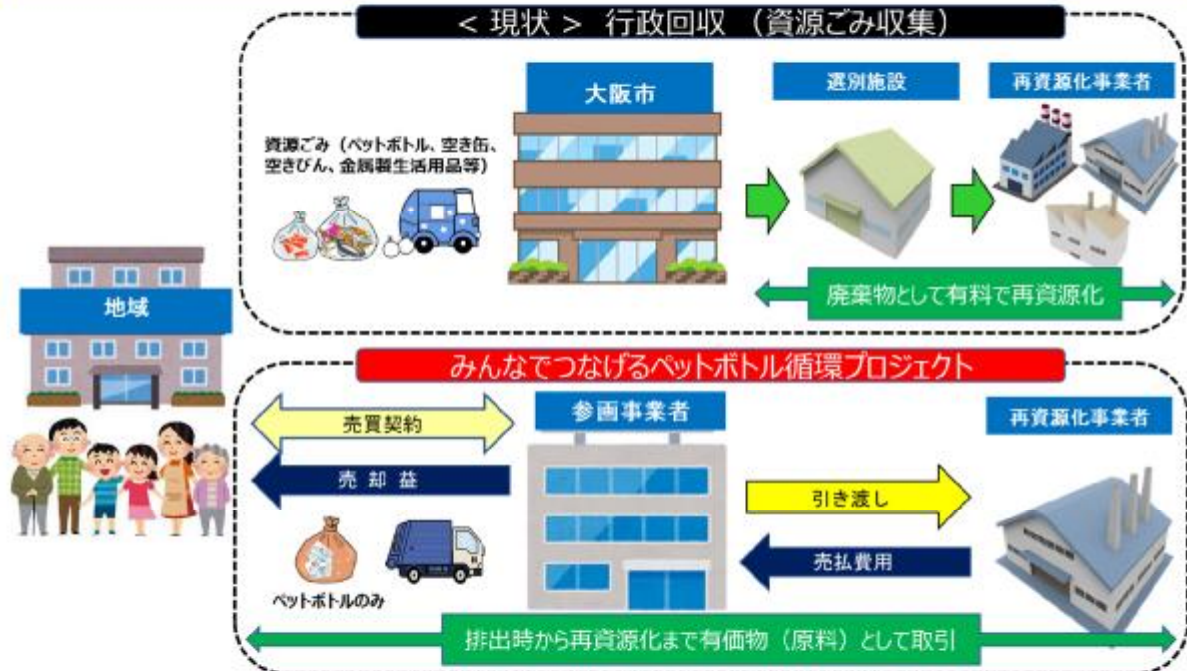 < 現状 > 行政回収 （資源ごみ収集）
大阪市
選別施設
再資源化事業者
資源ごみ（ペットボトル、空き缶、
空きびん、金属製生活用品等）
廃棄物として有料で再資源化
地域
みんなでつなげるペットボトル循環プロジェクト
売買契約
参画事業者
再資源化事業者
売却益
引き渡し
売払費用
ペットボトルのみ
排出時から再資源化まで有価物（原料）として取引